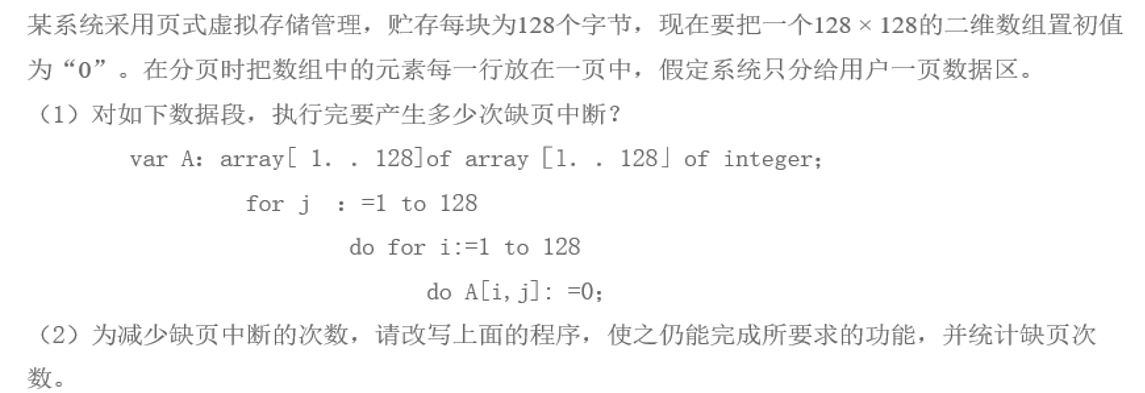 某系统采用页式虚拟存储管理，贮存每块为128个字节，现在要把一个128 × 128的二维数组置初值
为“0”。在分页时把数组中的元素每一行放在一页中，假定系统只分给用户一页数据区。
（1）对如下数据段，执行完要产生多少次缺页中断？
var A：array[ 1. . 128]of array［l. . 128」of integer；
for j ：=1 to 128
do for i:=1 to 128
do A[i,j]: =0；
（2）为减少缺页中断的次数，请改写上面的程序，使之仍能完成所要求的功能，并统计缺页次
数。